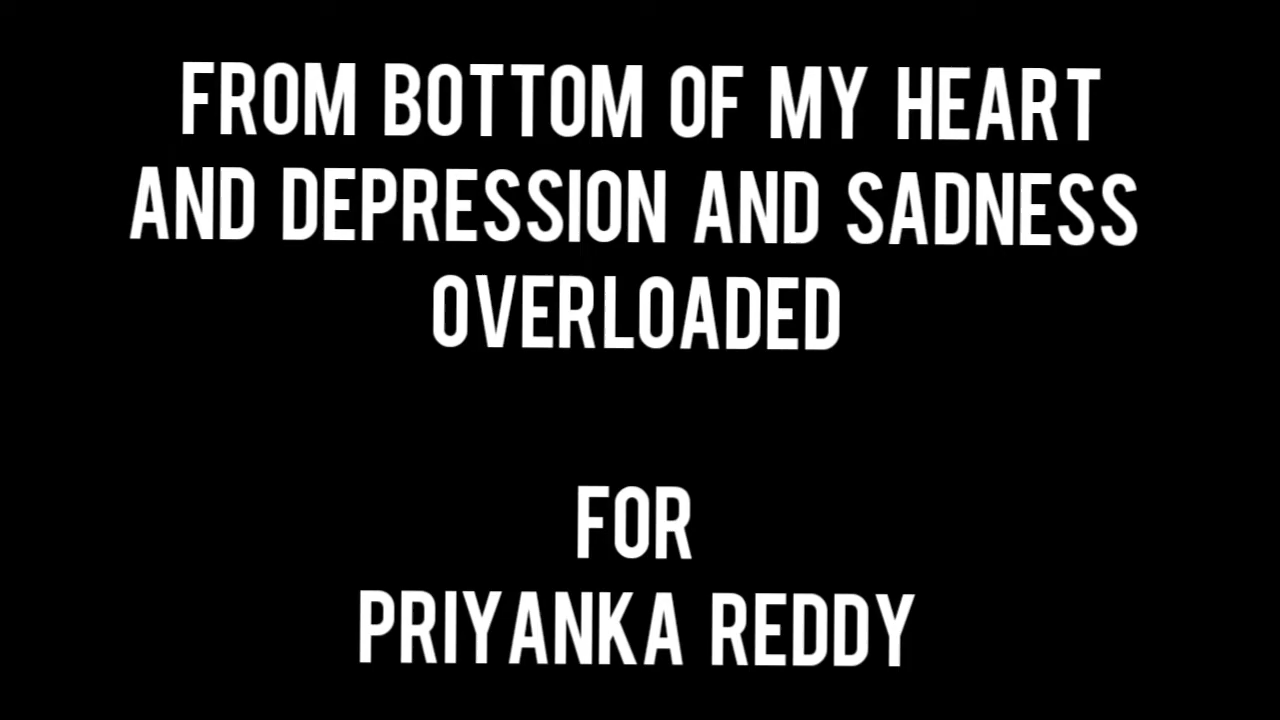 FROM BOTTOM OF MY HEART
AND DEPRESSION AND SADNESS
OVERLOADED
FOR
PRIYANKA REDDY